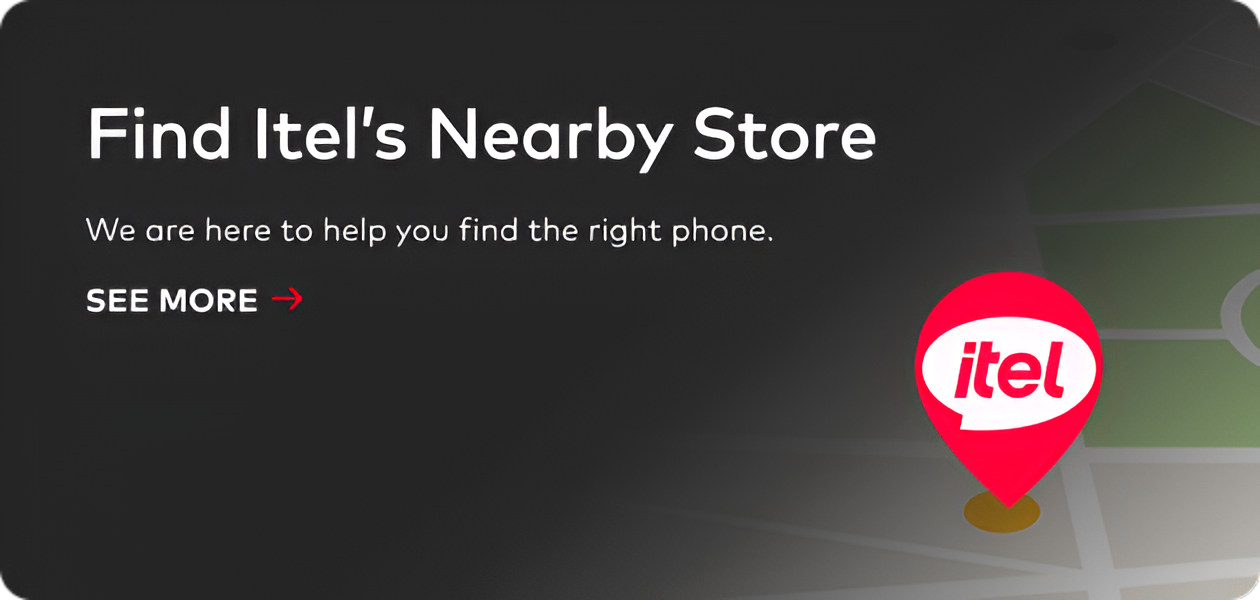 Find Itel's Nearby Store
We are here to help you find the right phone.
SEE MORE →
itel